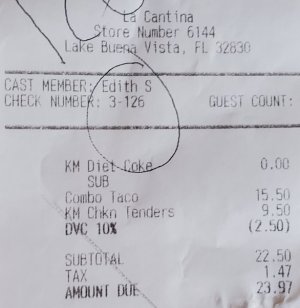 La Cantina
Store Number 6144
Lake Buena Vista, FL 32830
CAST MEMBER: Edith S
CHECK NUMBER: 3-126 GUEST COUNT:
KM Diet Coke 0.00
SUB
Combo Taco 15.50
KM Chkn Tenders 9.50
DVC 10% (2.50)
SUBTOTAL 22.50
TAX 1.47
AMOUNT DUE 23.97